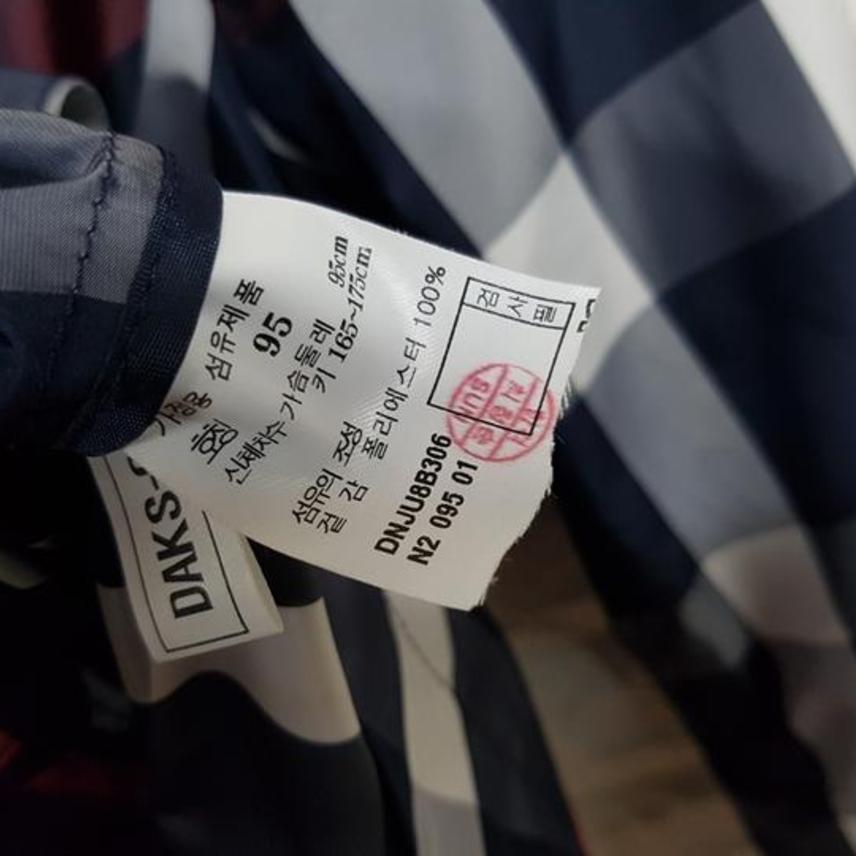 가정용 섬유제품
호칭 95
신체치수 가슴둘레 95cm
키 165~175cm
섬유의 조성
겉감 폴리에스터 100%
DNJU8B306
N2 095 01
검사필
DAKS-